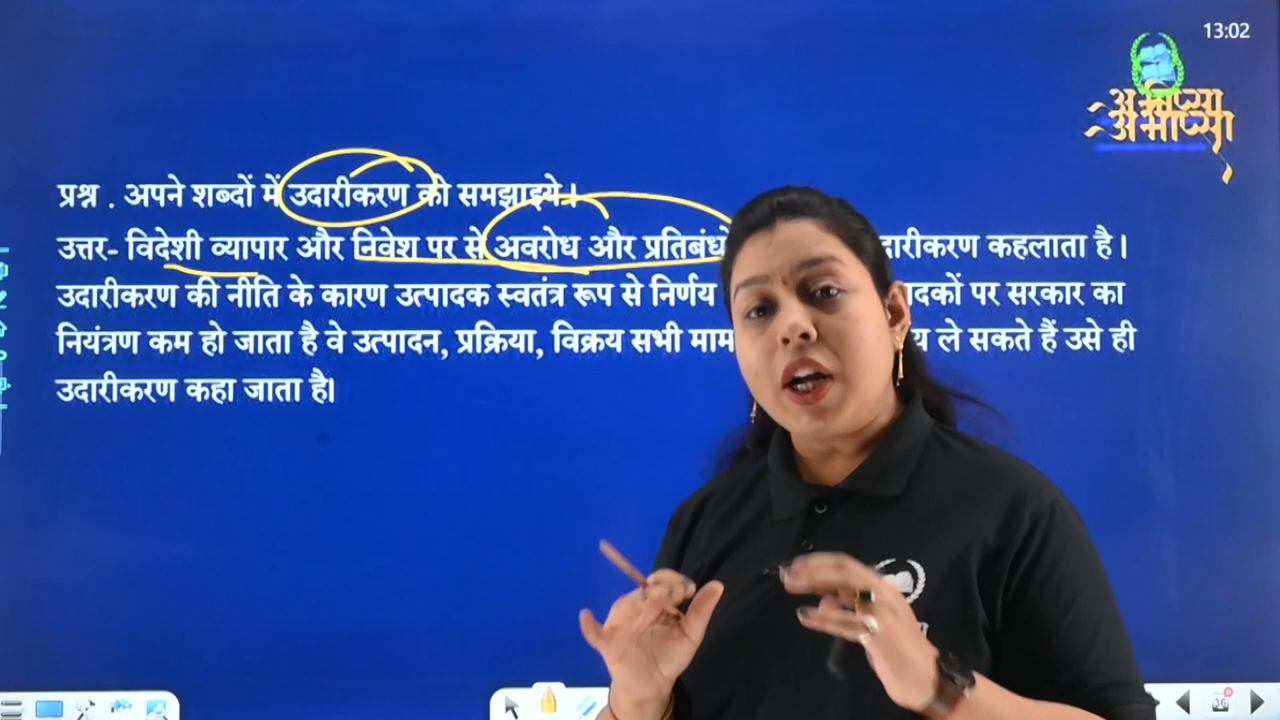 13:02
प्रश्न . अपने शब्दों में उदारीकरण को समझाइये।
उत्तर- विदेशी व्यापार और निवेश पर से अवरोध और प्रतिबंधो दारीकरण कहलाता है।
उदारीकरण की नीति के कारण उत्पादक स्वतंत्र रूप से निर्णय ादकों पर सरकार का
नियंत्रण कम हो जाता है वे उत्पादन, प्रक्रिया, विक्रय सभी माम य ले सकते हैं उसे ही
उदारीकरण कहा जाता है।